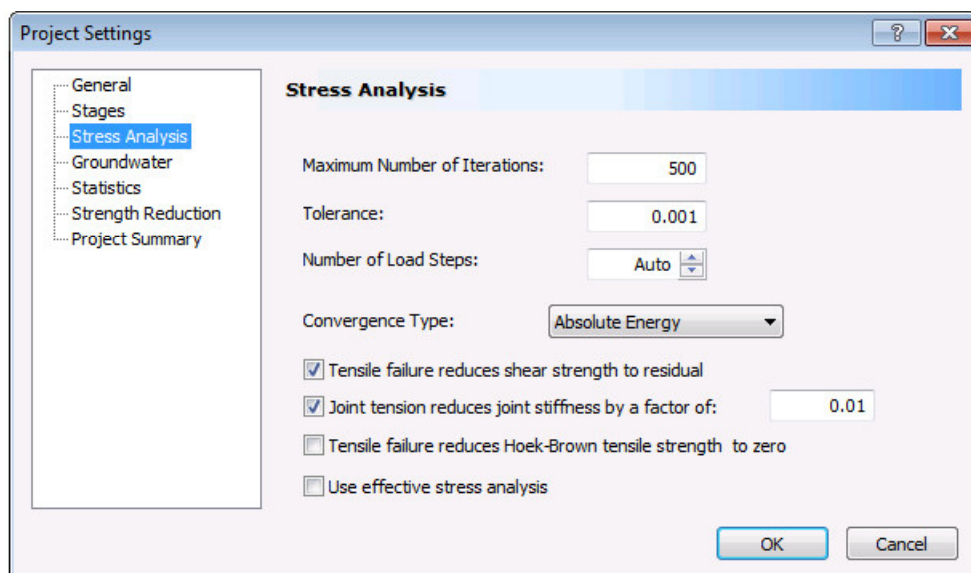 Project Settings
General
Stages
Stress Analysis
Groundwater
Statistics
Strength Reduction
Project Summary
Stress Analysis
Maximum Number of Iterations: 500
Tolerance: 0.001
Number of Load Steps: Auto
Convergence Type: Absolute Energy
Tensile failure reduces shear strength to residual
Joint tension reduces joint stiffness by a factor of: 0.01
Tensile failure reduces Hoek-Brown tensile strength to zero
Use effective stress analysis
OK Cancel